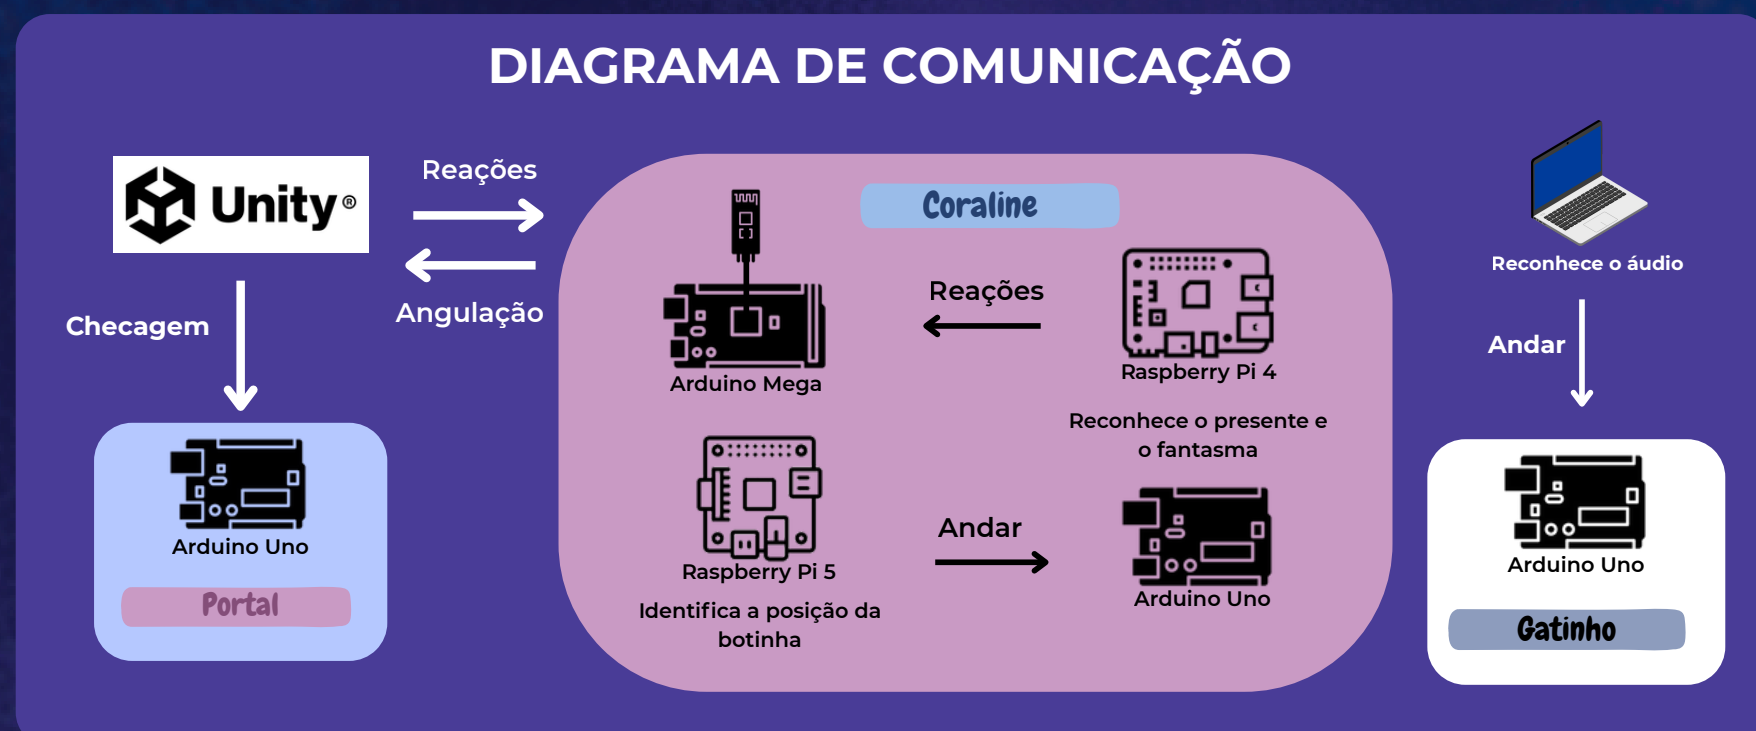 DIAGRAMA DE COMUNICAÇÃO
Unity®
Reações
Angulação
Checagem
Arduino Uno
Portal
Coraline
Arduino Mega
Reações
Raspberry Pi 4
Reconhece o presente e
o fantasma
Raspberry Pi 5
Identifica a posição da
botinha
Andar
Arduino Uno
Reconhece o áudio
Andar
Arduino Uno
Gatinho